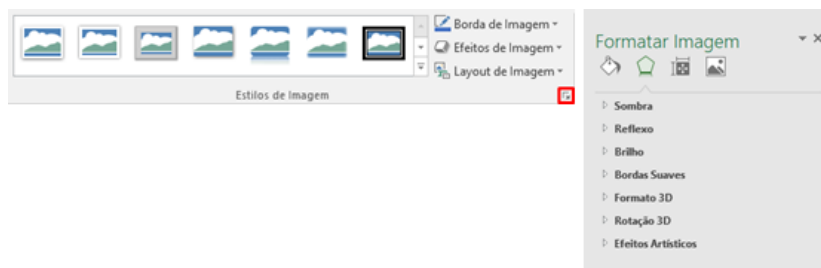 Borda de Imagem
Efeitos de Imagem
Layout de Imagem
Estilos de Imagem
Formatar Imagem
Sombra
Reflexo
Brilho
Bordas Suaves
Formato 3D
Rotação 3D
Efeitos Artísticos